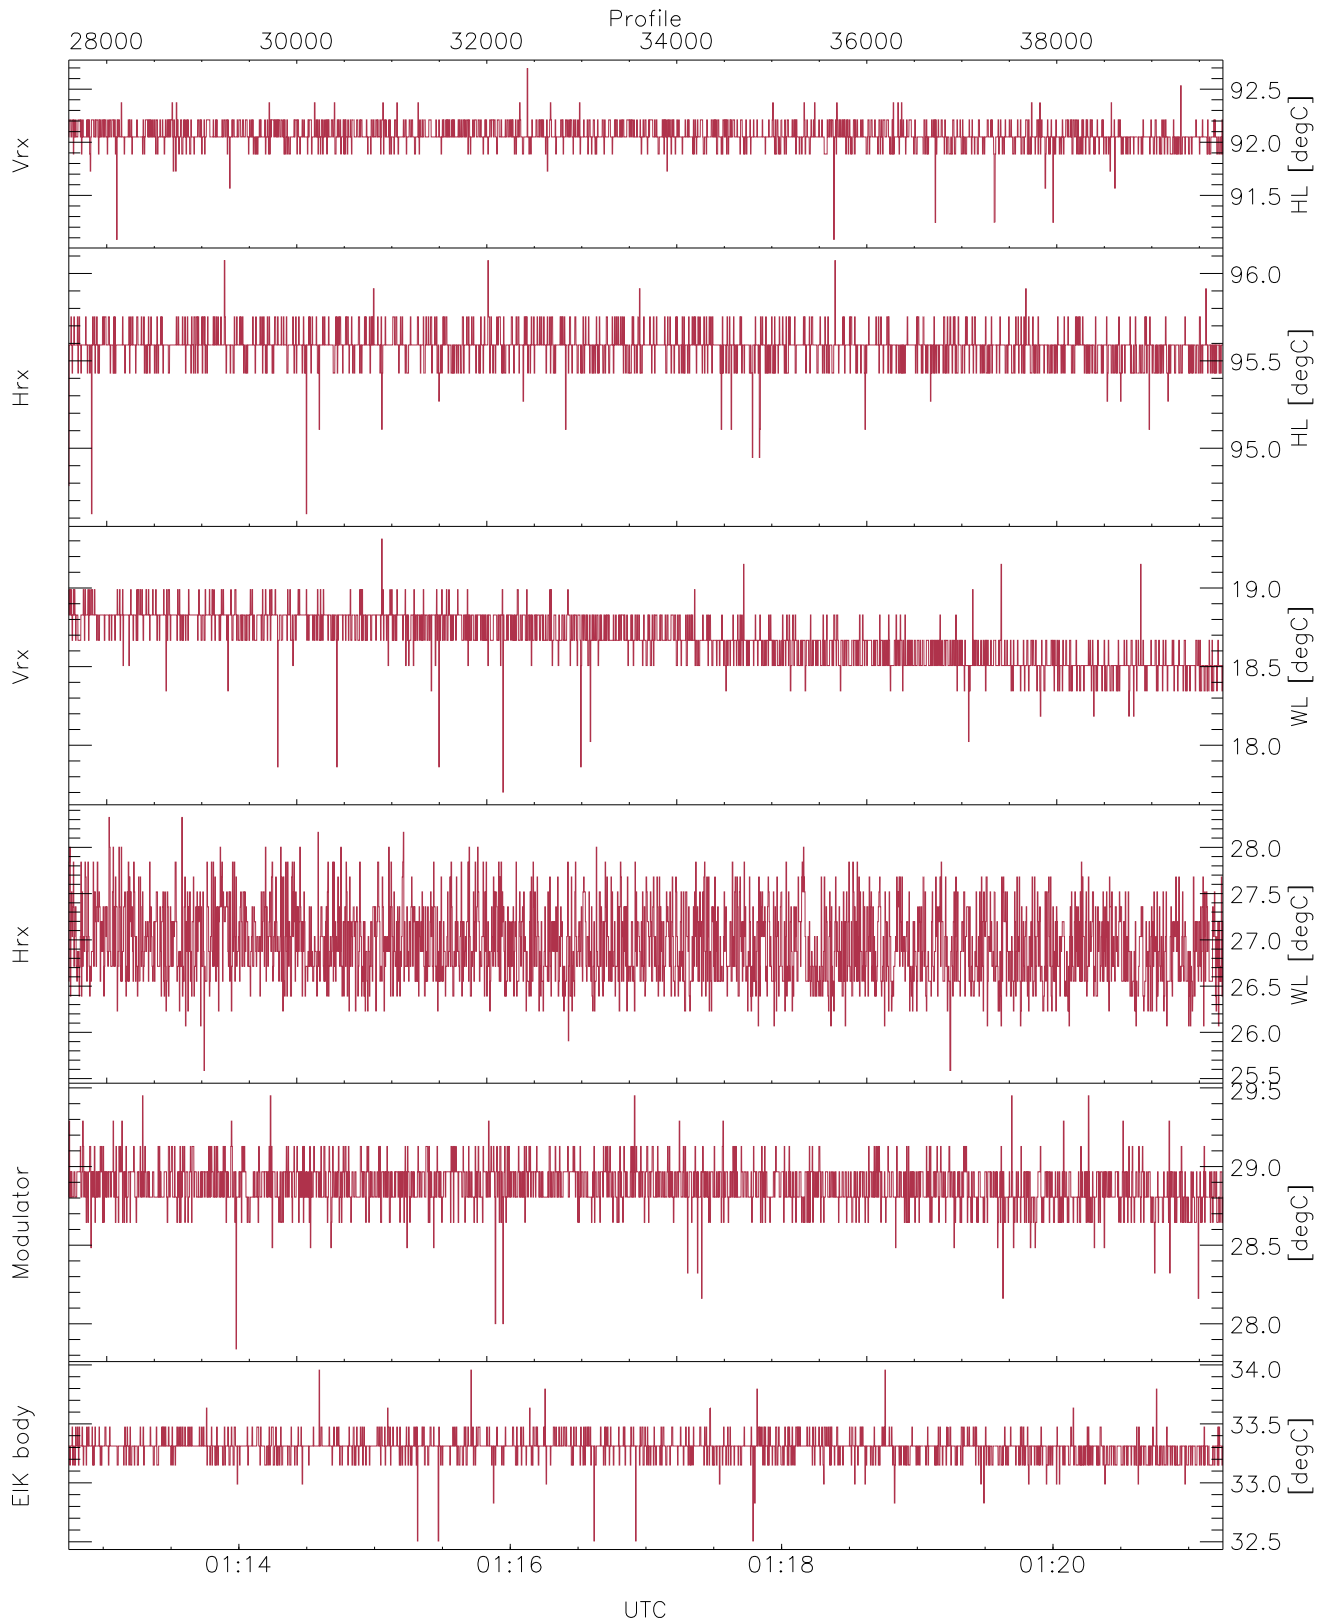 Profile
28000 30000 32000 34000 36000 38000
Vrx
92.5
92.0
91.5
HL [degC]
Hrx
96.0
95.5
95.0
HL [degC]
Vrx
19.0
18.5
18.0
WL [degC]
Hrx
28.0
27.5
27.0
26.5
26.0
25.5
WL [degC]
Modulator
29.5
29.0
28.5
28.0
[degC]
EIK body
34.0
33.5
33.0
32.5
[degC]
01:14 01:16 01:18 01:20
UTC